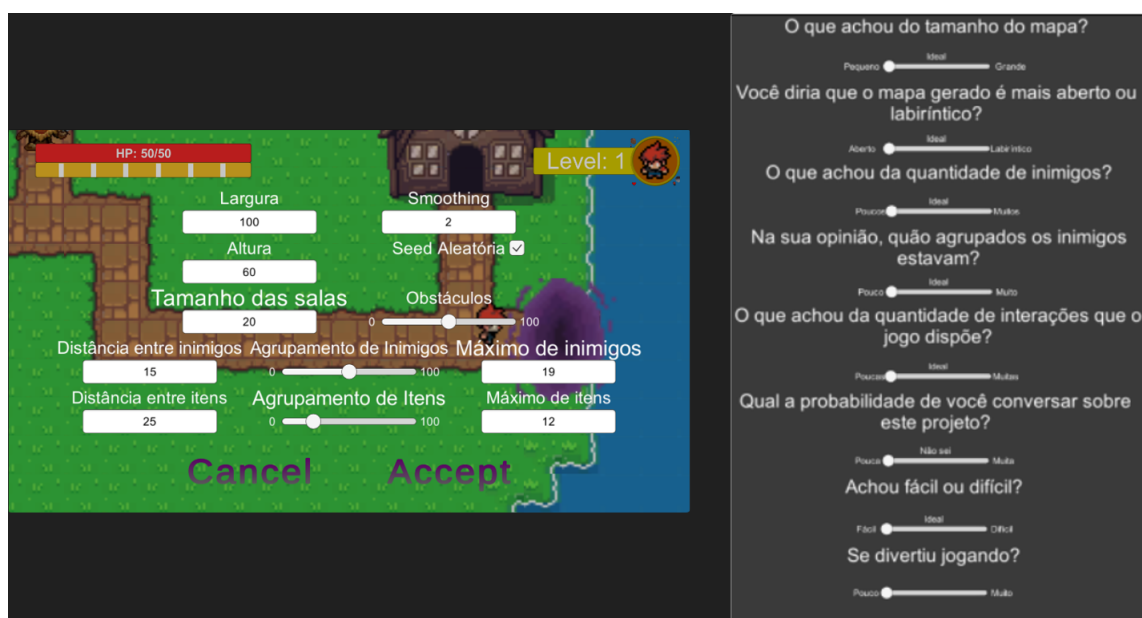 HP: 50/50
Level: 1
Largura
100
Smoothing
2
Altura
60
Seed Aleatória
Tamanho das salas
20
Obstáculos
0 100
Distância entre inimigos
15
Agrupamento de Inimigos
0 100
Máximo de inimigos
19
Distância entre itens
25
Agrupamento de Itens
0 100
Máximo de itens
12
Cancel Accept
O que achou do tamanho do mapa?
Ideal
Pequeno Grande
Você diria que o mapa gerado é mais aberto ou
labiríntico?
Ideal
Aberto Labiríntico
O que achou da quantidade de inimigos?
Ideal
Poucos Muitos
Na sua opinião, quão agrupados os inimigos
estavam?
Ideal
Pouco Muito
O que achou da quantidade de interações que o
jogo dispõe?
Ideal
Poucas Muitas
Qual a probabilidade de você conversar sobre
este projeto?
Não sei
Pouca Muita
Achou fácil ou difícil?
Ideal
Fácil Difícil
Se divertiu jogando?
Pouco Muito